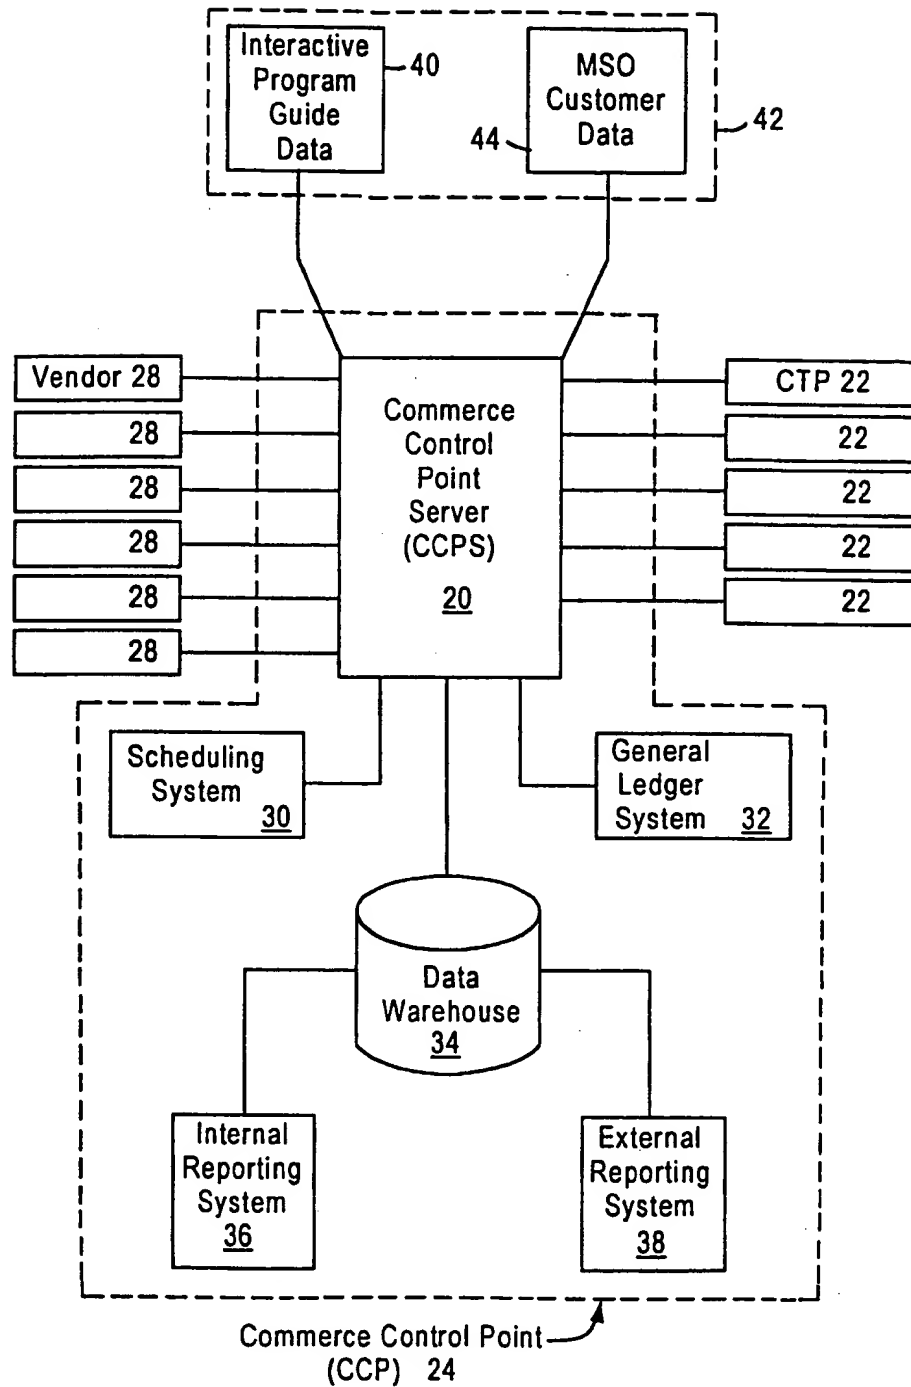 Interactive
Program
Guide
Data
40
MSO
Customer
Data
44
42
Vendor 28
28
28
28
28
28
Commerce
Control
Point
Server
(CCPS)
20
CTP 22
22
22
22
22
Scheduling
System
30
General
Ledger
System 32
Data
Warehouse
34
Internal
Reporting
System
36
External
Reporting
System
38
Commerce Control Point
(CCP) 24